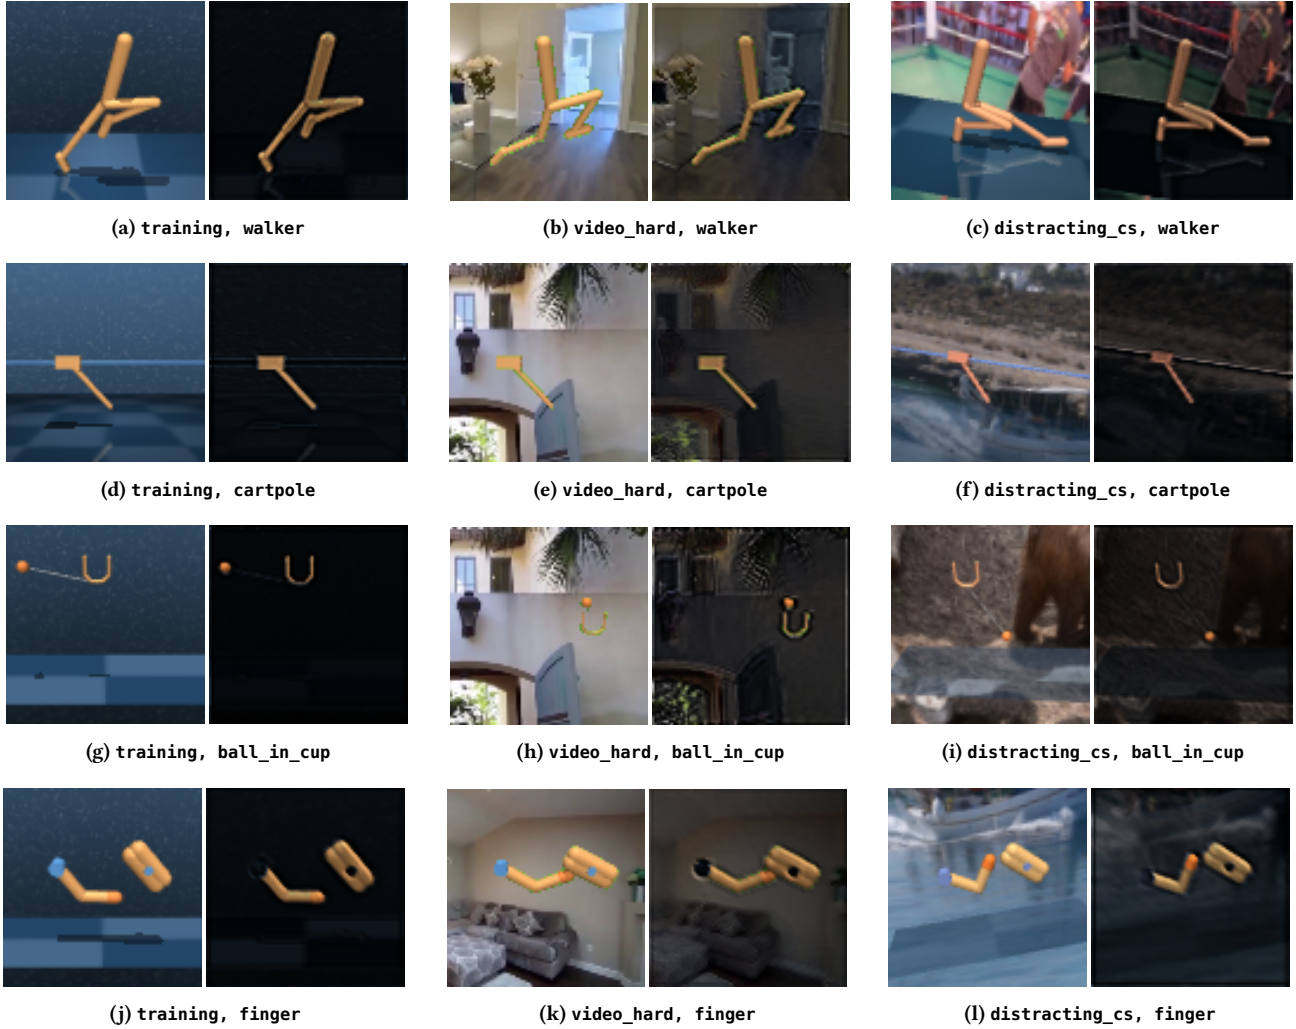 (a) training, walker
(b) video_hard, walker
(c) distracting_cs, walker
(d) training, cartpole
(e) video_hard, cartpole
(f) distracting_cs, cartpole
(g) training, ball_in_cup
(h) video_hard, ball_in_cup
(i) distracting_cs, ball_in_cup
(j) training, finger
(k) video_hard, finger
(l) distracting_cs, finger